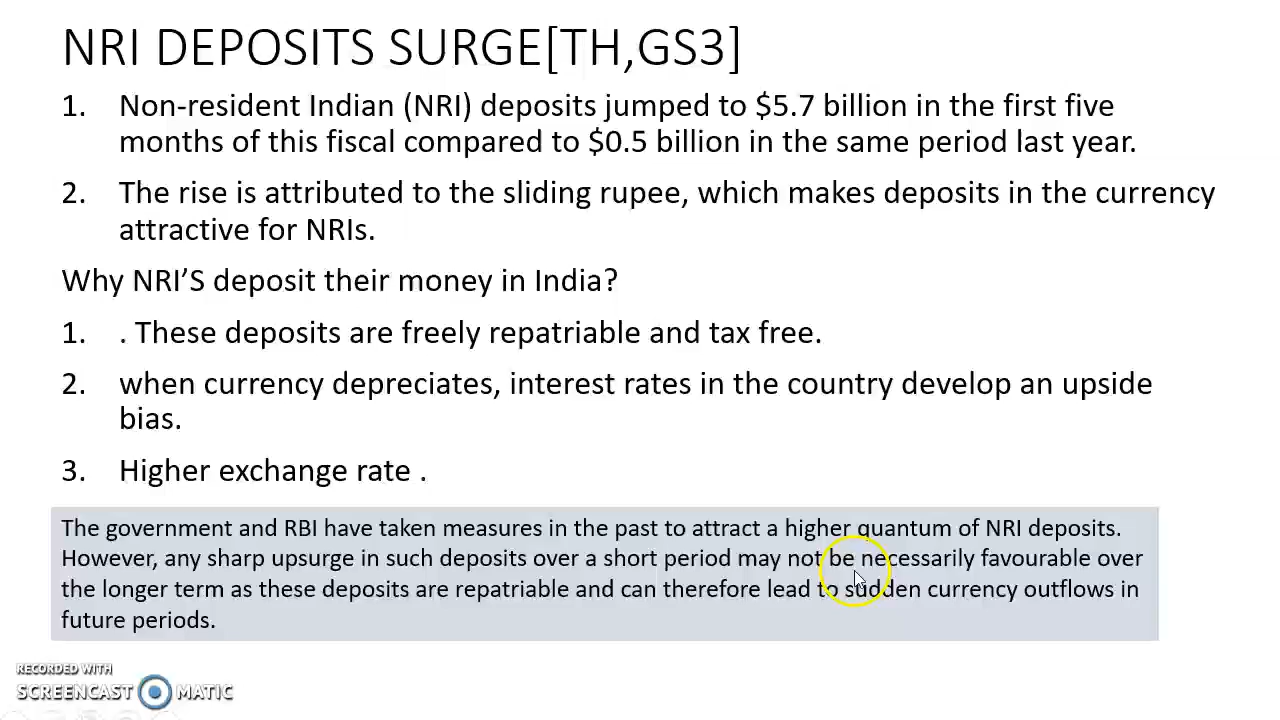 NRI DEPOSITS SURGE[TH,GS3]
1. Non-resident Indian (NRI) deposits jumped to $5.7 billion in the first five
months of this fiscal compared to $0.5 billion in the same period last year.
2. The rise is attributed to the sliding rupee, which makes deposits in the currency
attractive for NRIs.
Why NRI’S deposit their money in India?
1. . These deposits are freely repatriable and tax free.
2. when currency depreciates, interest rates in the country develop an upside
bias.
3. Higher exchange rate .
The government and RBI have taken measures in the past to attract a higher quantum of NRI deposits.
However, any sharp upsurge in such deposits over a short period may not be necessarily favourable over
the longer term as these deposits are repatriable and can therefore lead to sudden currency outflows in
future periods.
RECORDED WITH
SCREENCAST MATIC